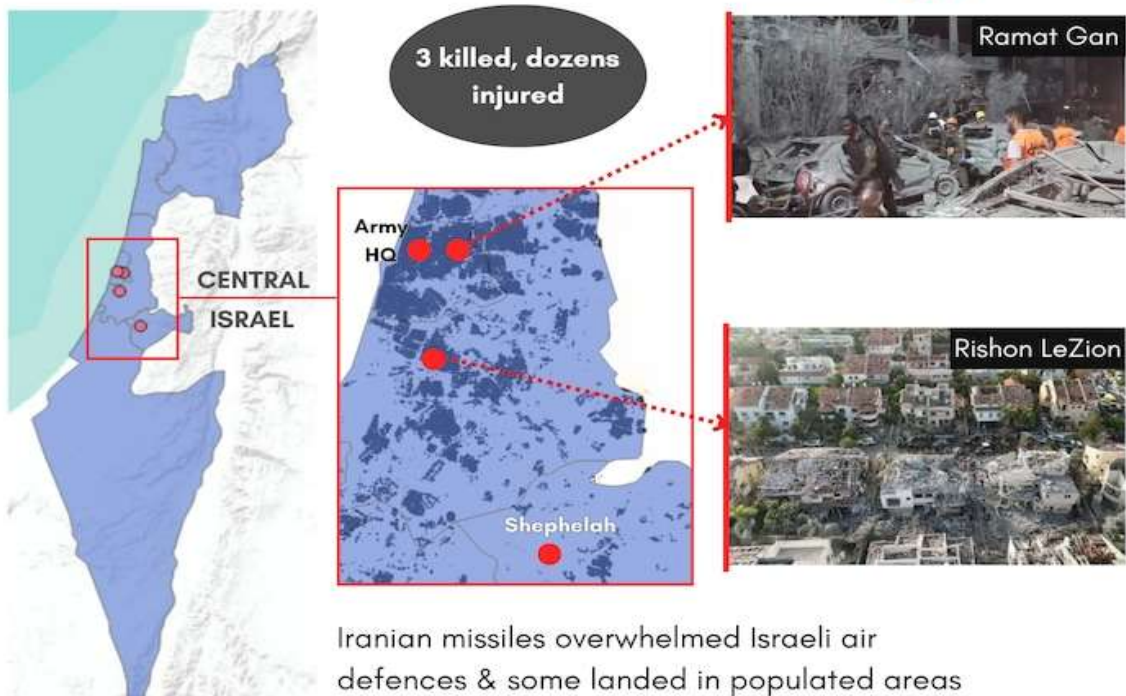 3 killed, dozens
injured
Ramat Gan
Army
HQ
CENTRAL
ISRAEL
Rishon LeZion
Shephelah
Iranian missiles overwhelmed Israeli air
defences & some landed in populated areas